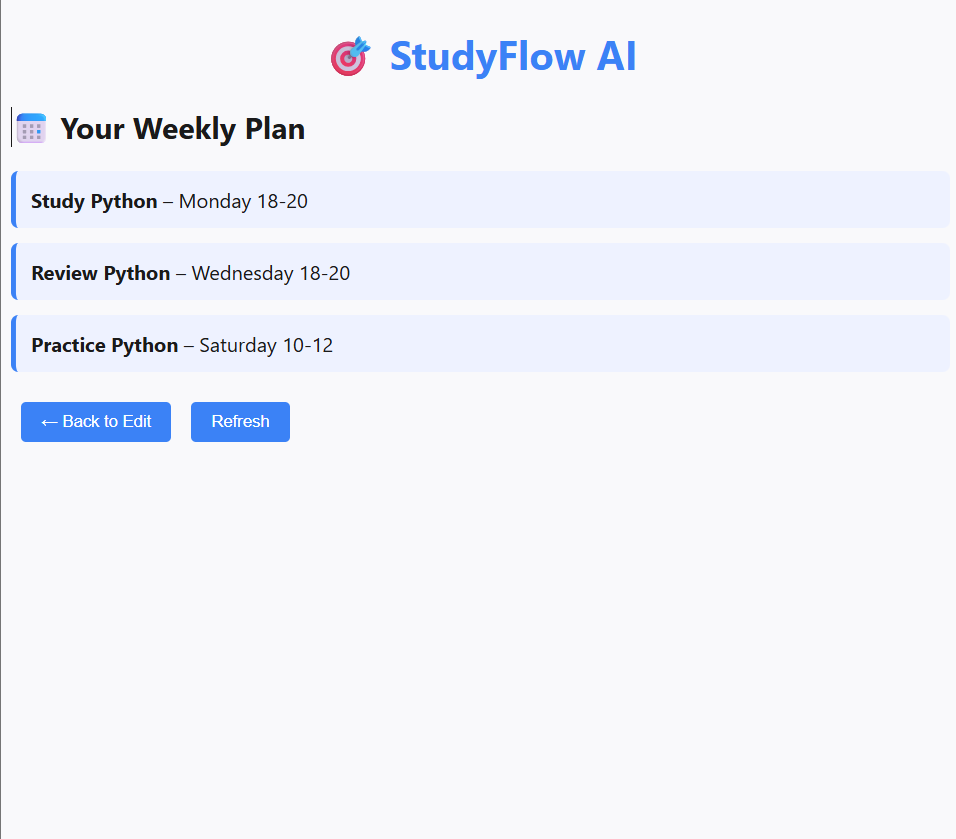 StudyFlow AI
Your Weekly Plan
Study Python – Monday 18-20
Review Python – Wednesday 18-20
Practice Python – Saturday 10-12
← Back to Edit
Refresh